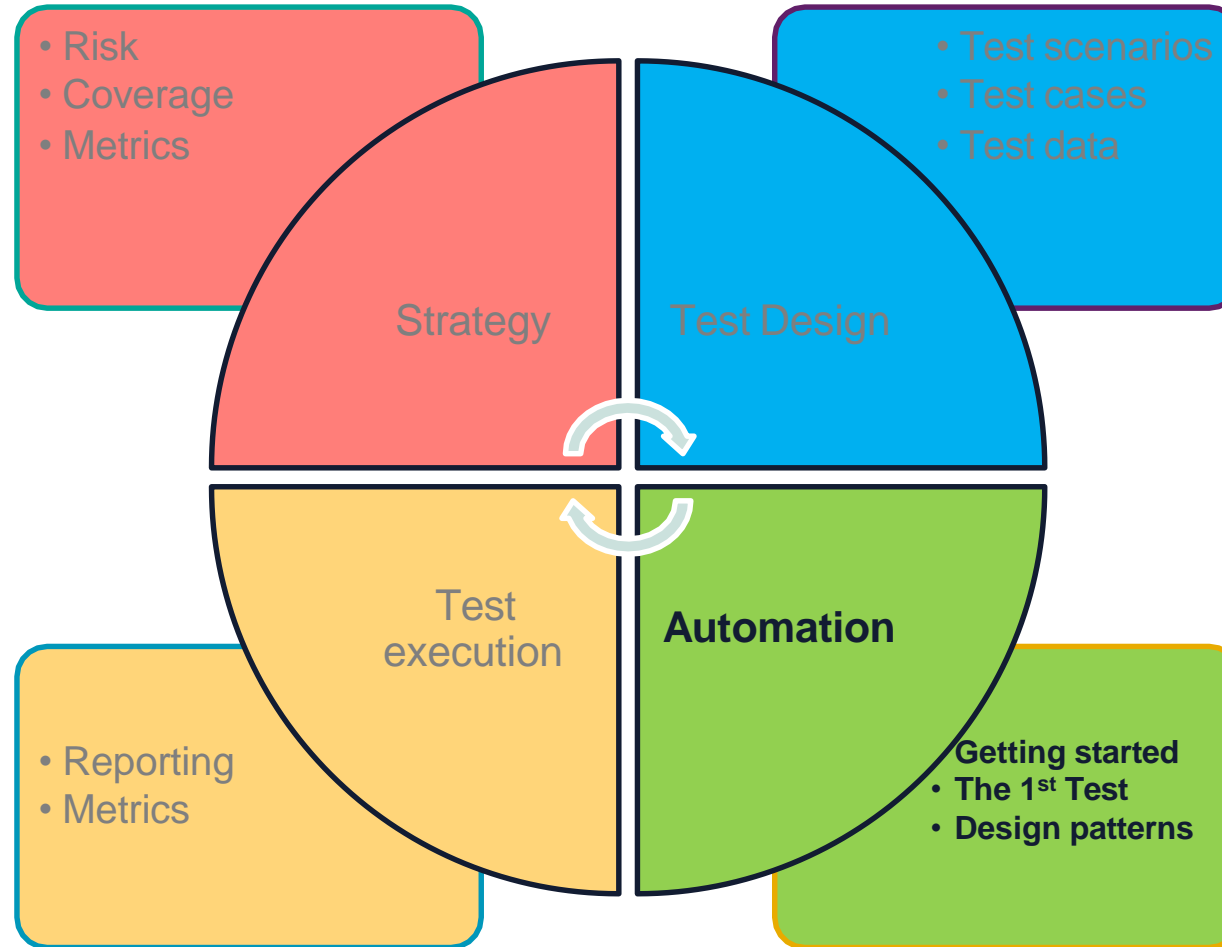 • Risk
• Coverage
• Metrics
• Test scenarios
• Test cases
• Test data
Strategy
Test Design
Test
execution
Automation
• Reporting
• Metrics
Getting started
• The 1st Test
• Design patterns